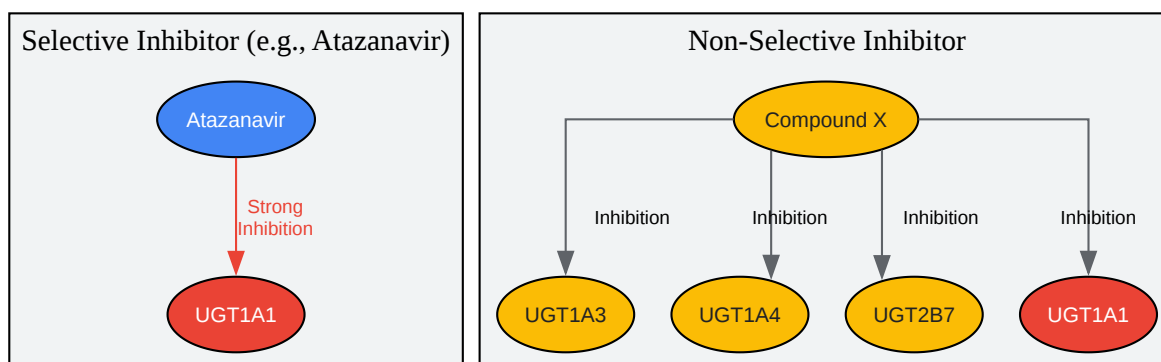 Selective Inhibitor (e.g., Atazanavir)
Atazanavir
Strong
Inhibition
UGT1A1
Non-Selective Inhibitor
Compound X
Inhibition
Inhibition
Inhibition
Inhibition
UGT1A3
UGT1A4
UGT2B7
UGT1A1